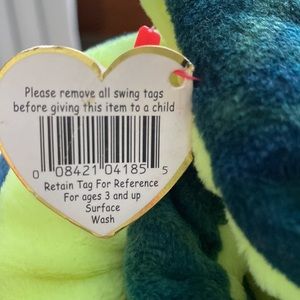 Please remove all swing tags
before giving this item to a child
0 08421 04185 5
Retain Tag For Reference
For ages 3 and up
Surface
Wash